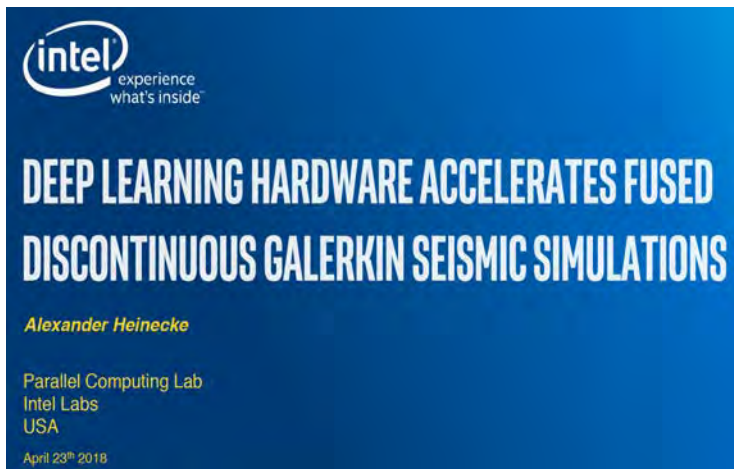 intel
experience
what's inside™
DEEP LEARNING HARDWARE ACCELERATES FUSED
DISCONTINUOUS GALERKIN SEISMIC SIMULATIONS
Alexander Heinecke
Parallel Computing Lab
Intel Labs
USA
April 23th 2018